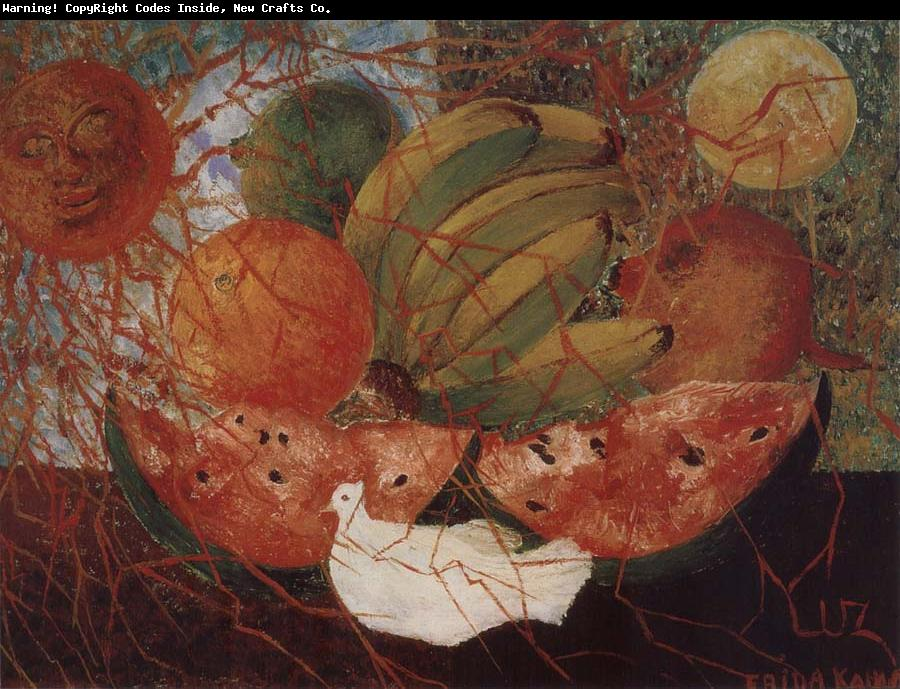 Warning! CopyRight Codes Inside, New Crafts Co.
LUZ
FRIDA KAHLO